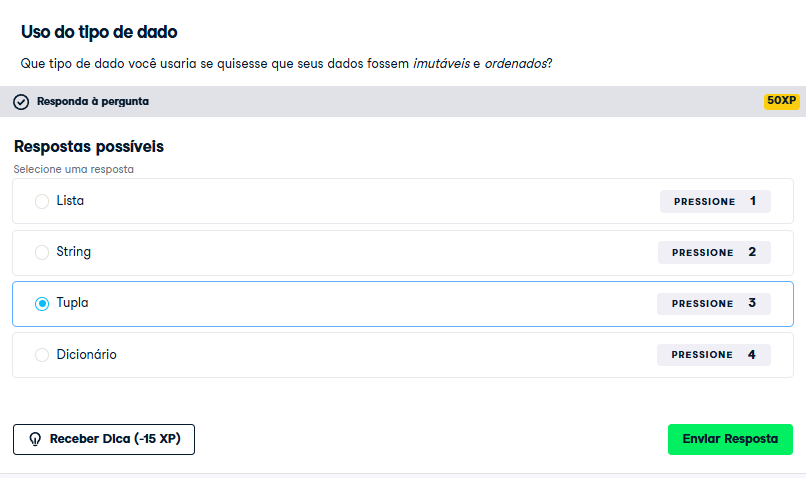 Uso do tipo de dado
Que tipo de dado você usaria se quisesse que seus dados fossem imutáveis e ordenados?
Responda à pergunta 50XP
Respostas possíveis
Selecione uma resposta
Lista PRESSIONE 1
String PRESSIONE 2
Tupla PRESSIONE 3
Dicionário PRESSIONE 4
Receber Dica (-15 XP) Enviar Resposta